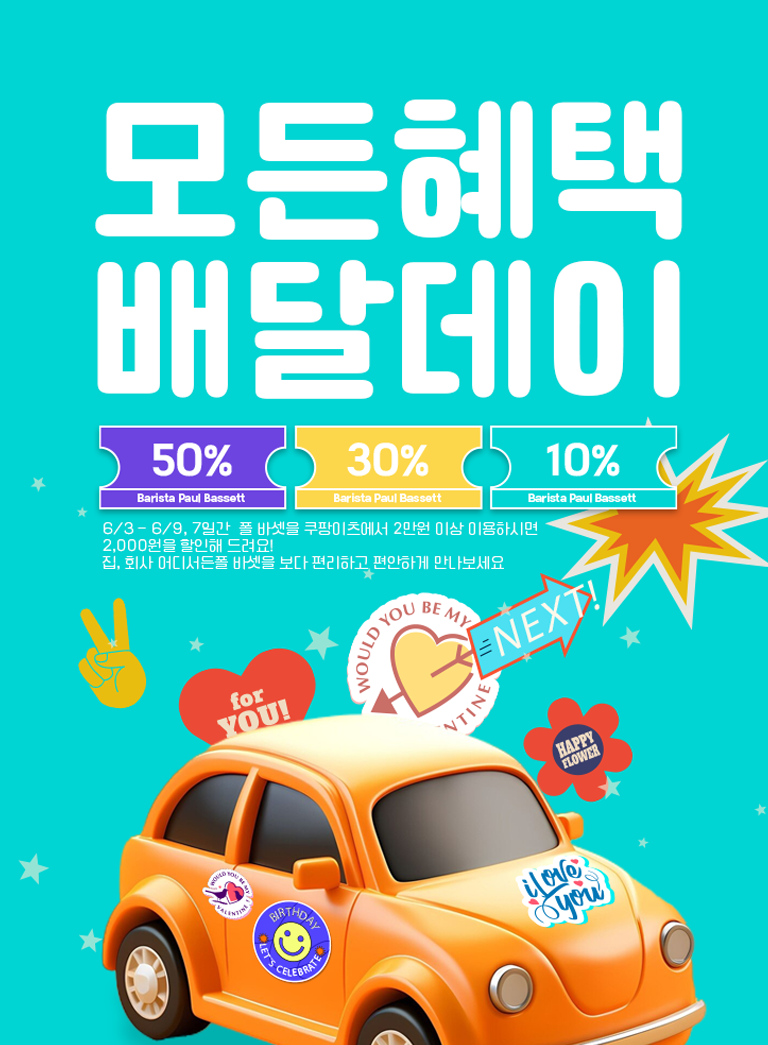 모든혜택
배달데이
50%
Barista Paul Bassett
30%
Barista Paul Bassett
10%
Barista Paul Bassett
6/3 - 6/9, 7일간 폴 바셋을 쿠팡이츠에서 2만원 이상 이용하시면
2,000원을 할인해 드려요!
집, 회사 어디서든폴 바셋을 보다 편리하고 편안하게 만나보세요
NEXT!
WOULD YOU BE MY
ENTINE
for
YOU!
HAPPY
FLOWER
i Love
you
WOULD YOU BE MY
VALENTINE
BIRTHDAY
LET'S CELEBRATE